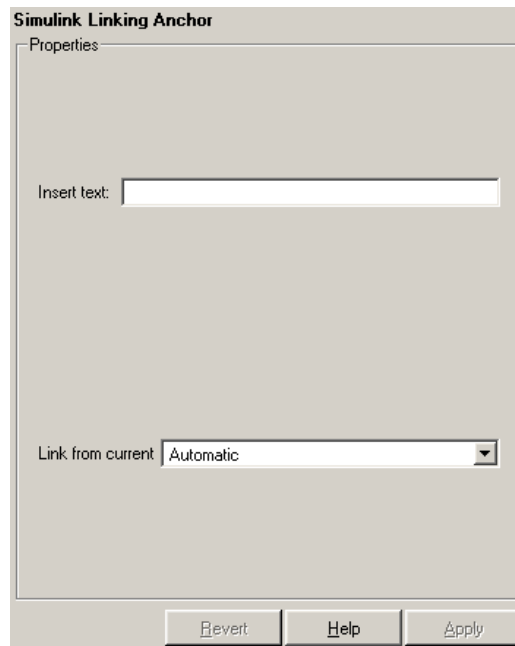 Simulink Linking Anchor
Properties
Insert text:
Link from current Automatic
Revert Help Apply